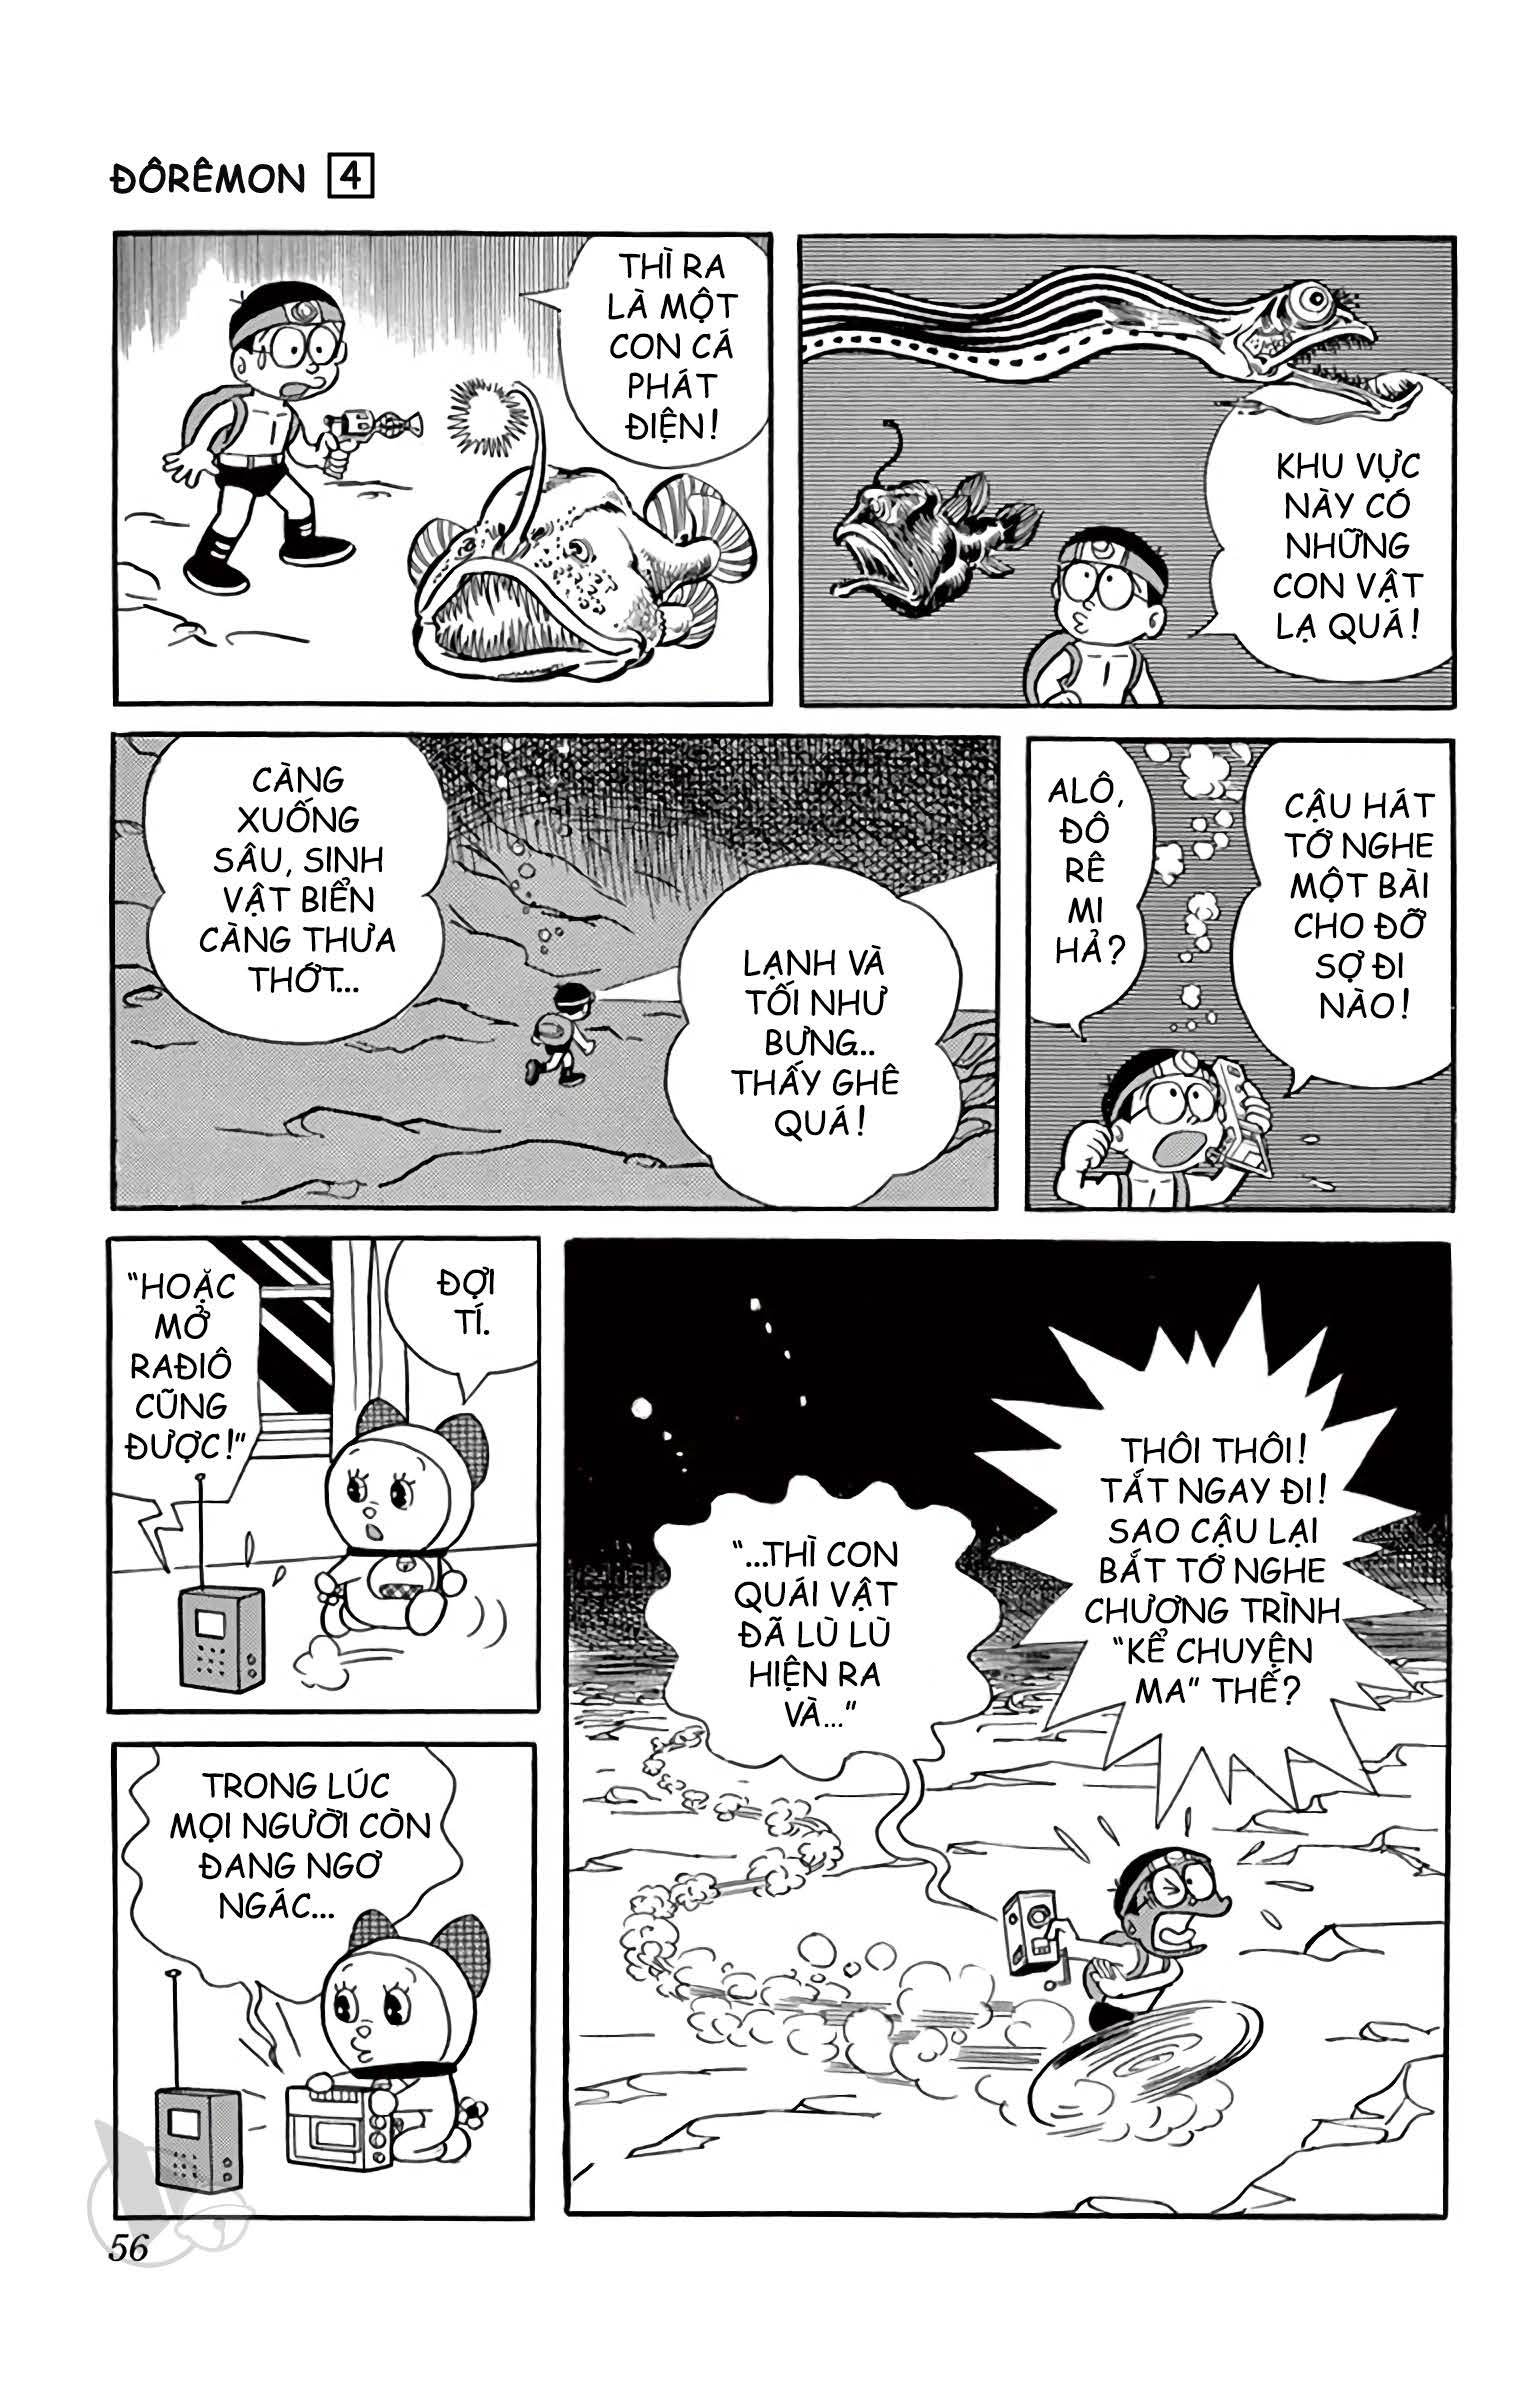 ĐÔRÊMON 4
THÌ RA
LÀ MỘT
CON CÁ
PHÁT
ĐIỆN!
KHU VỰC
NÀY CÓ
NHỮNG
CON VẬT
LẠ QUÁ!
CÀNG
XUỐNG
SÂU, SINH
VẬT BIỂN
CÀNG THƯA
THỚT...
LẠNH VÀ
TỐI NHƯ
BƯNG...
THẤY GHÊ
QUÁ!
ALÔ,
ĐÔ
RÊ
MI
HẢ?
CẬU HÁT
TỚ NGHE
MỘT BÀI
CHO ĐỠ
SỢ ĐI
NÀO!
"HOẶC
MỞ
RAĐIÔ
CŨNG
ĐƯỢC!"
ĐỢI
TÍ.
TRONG LÚC
MỌI NGƯỜI CÒN
ĐANG NGƠ
NGÁC...
"...THÌ CON
QUÁI VẬT
ĐÃ LÙ LÙ
HIỆN RA
VÀ..."
THÔI THÔI!
TẮT NGAY ĐI!
SAO CẬU LẠI
BẮT TỚ NGHE
CHƯƠNG TRÌNH
"KỂ CHUYỆN
MA" THẾ?
56